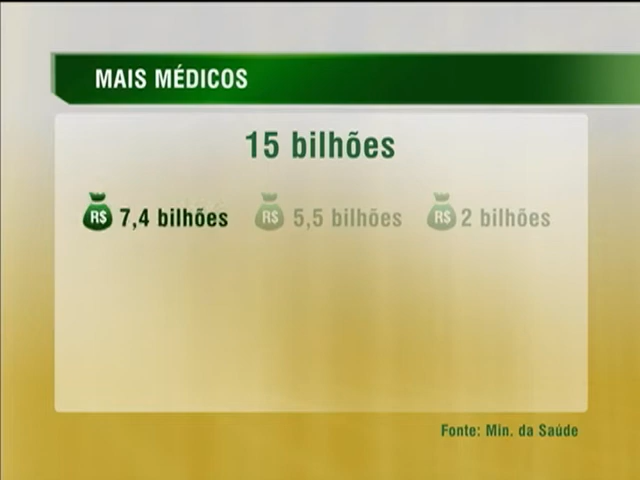 MAIS MÉDICOS
15 bilhões
R$ 7,4 bilhões R$ 5,5 bilhões R$ 2 bilhões
Fonte: Min. da Saúde